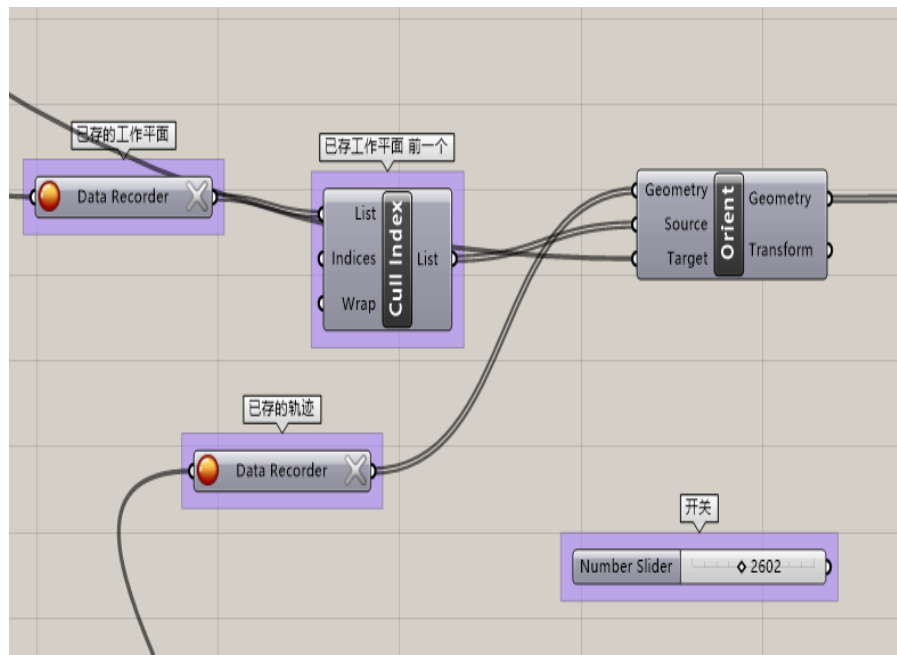 已存的工作平面
Data Recorder
已存工作平面 前一个
List
Indices
Wrap
Cull Index
List
Geometry
Source
Target
Orient
Geometry
Transform
已存的轨迹
Data Recorder
开关
Number Slider
2602